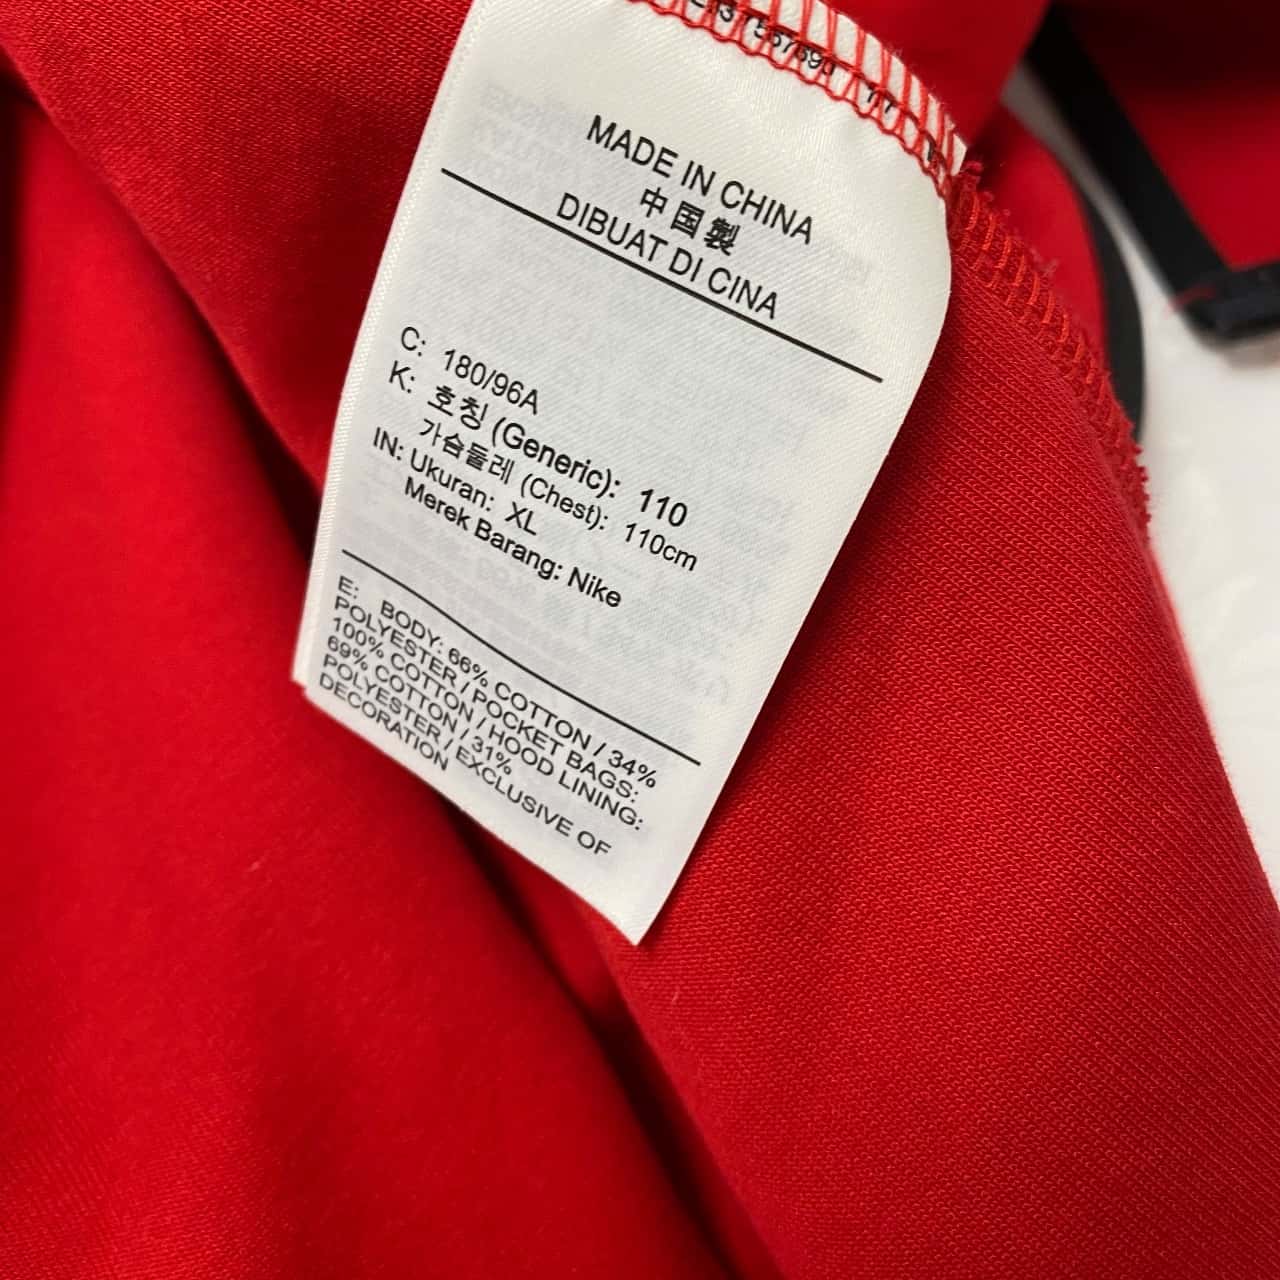 MADE IN CHINA
中国製
DIBUAT DI CINA
C: 180/96A
K: 호칭 (Generic): 110
가슴둘레 (Chest): 110cm
IN: Ukuran: XL
Merek Barang: Nike
E: BODY: 66% COTTON / 34%
POLYESTER / POCKET BAGS:
100% COTTON / HOOD LINING:
69% COTTON / 31%
POLYESTER / EXCLUSIVE OF
DECORATION